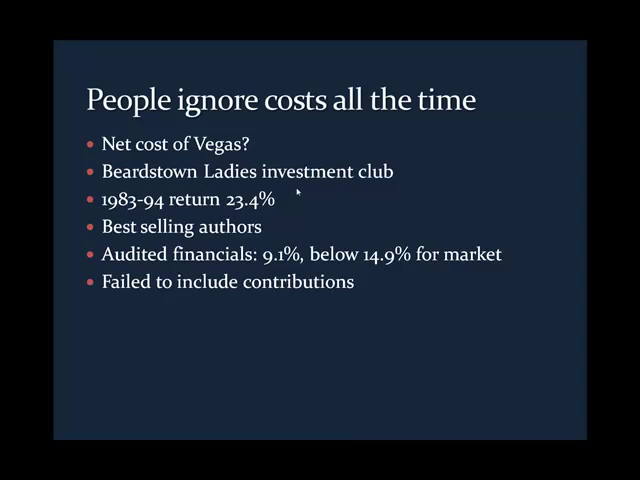 People ignore costs all the time
• Net cost of Vegas?
• Beardstown Ladies investment club
• 1983-94 return 23.4%
• Best selling authors
• Audited financials: 9.1%, below 14.9% for market
• Failed to include contributions